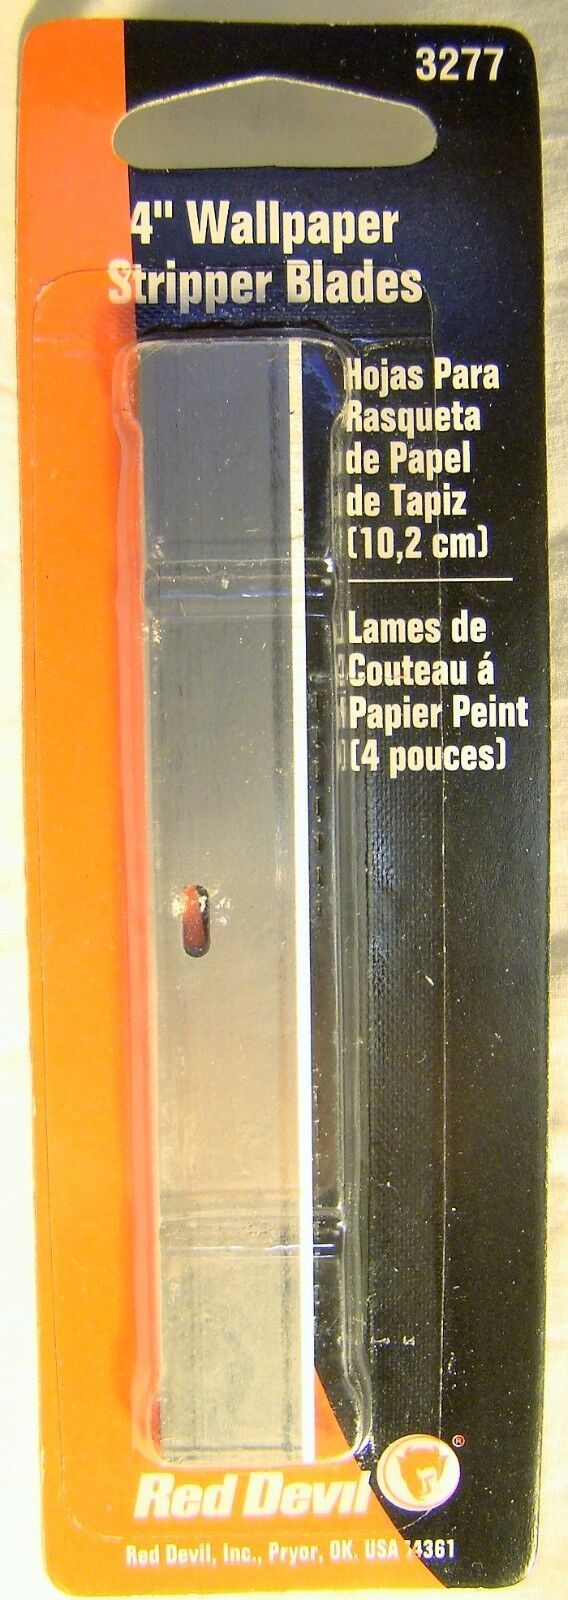 3277
4" Wallpaper
Stripper Blades
Hojas Para
Rasqueta
de Papel
de Tapiz
(10,2 cm)
Lames de
Couteau á
Papier Peint
(4 pouces)
Red Devil ®
Red Devil, Inc., Pryor, OK. USA 74361